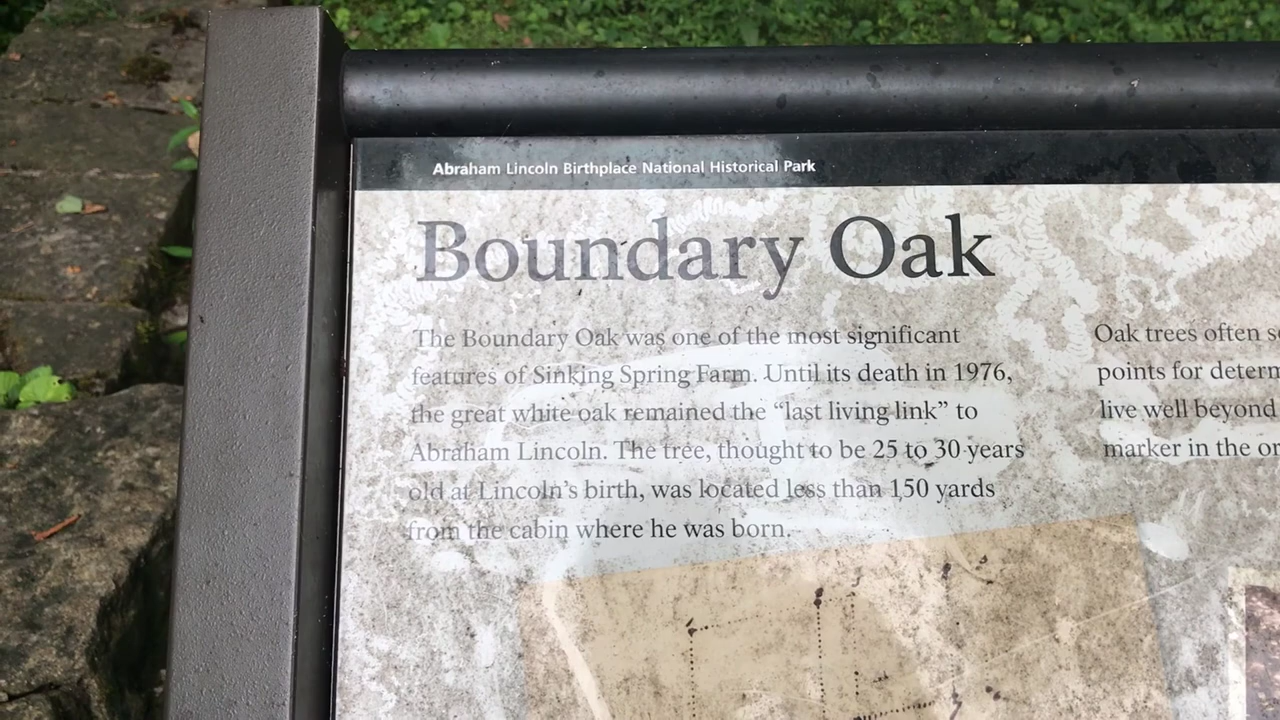 Abraham Lincoln Birthplace National Historical Park
Boundary Oak
The Boundary Oak was one of the most significant
features of Sinking Spring Farm. Until its death in 1976,
the great white oak remained the “last living link” to
Abraham Lincoln. The tree, thought to be 25 to 30 years
old at Lincoln’s birth, was located less than 150 yards
from the cabin where he was born.
Oak trees often
points for
live well beyond
marker in the